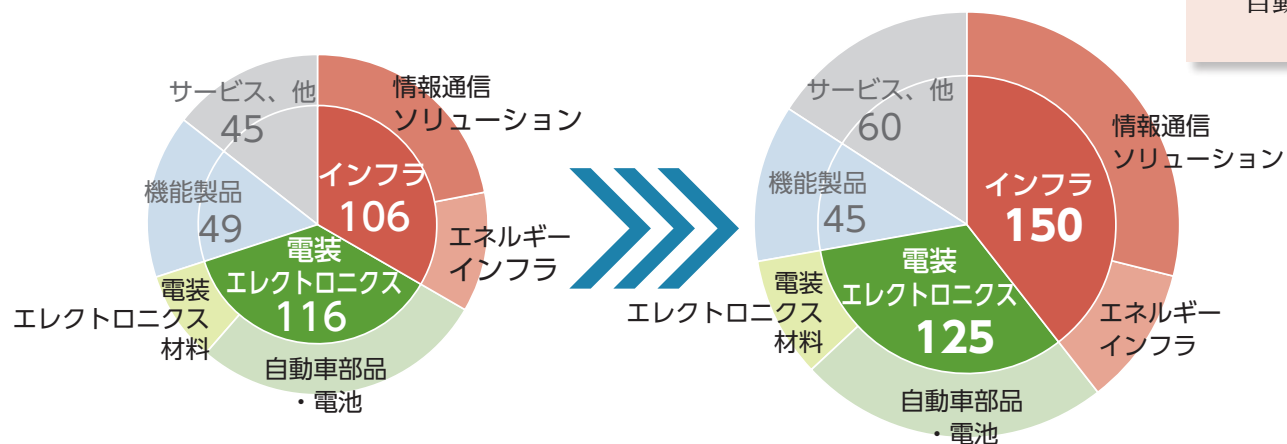 自動
サービス、他
45
情報通信
ソリューション
インフラ
106
機能製品
49
エネルギー
インフラ
電装
エレクトロニクス
116
電装
エレクトロニクス
材料
自動車部品
・電池
サービス、他
60
情報通信
ソリューション
インフラ
150
機能製品
45
電装
エレクトロニクス
125
電装
エレクトロニクス
材料
エネルギー
インフラ
自動車部品
・電池